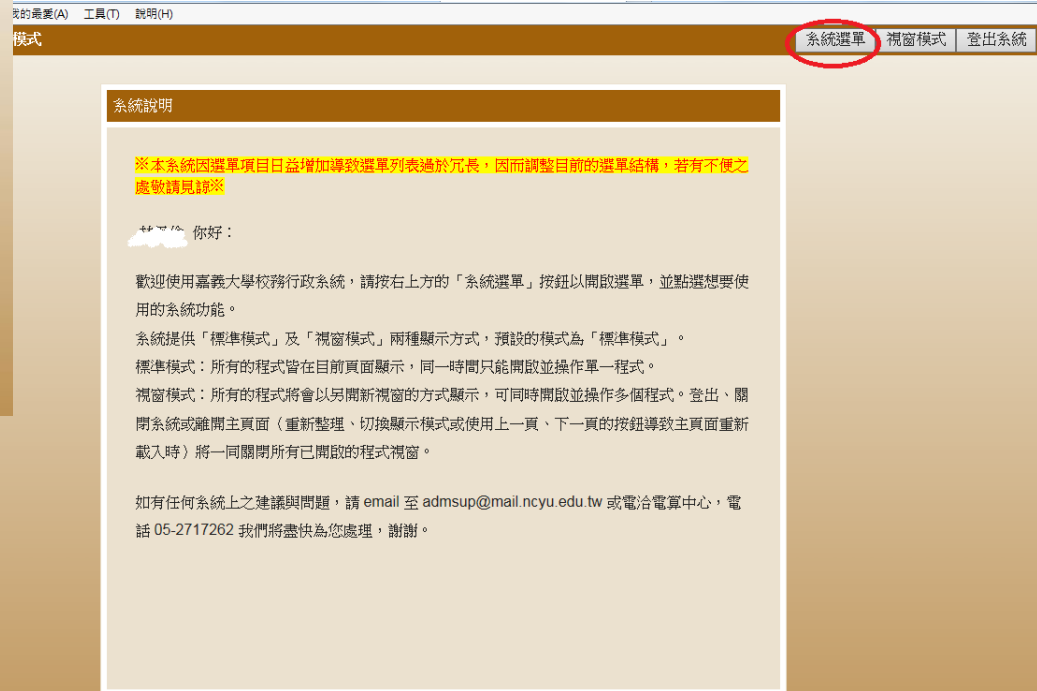 我的最愛(A) 工具(T) 說明(H)
模式
系統選單 視窗模式 登出系統
系統說明
※本系統因選單項目日益增加導致選單列表過於冗長，因而調整目前的選單結構，若有不便之
處敬請見諒※
你好：
歡迎使用嘉義大學校務行政系統，請按右上方的「系統選單」按鈕以開啟選單，並點選想要使
用的系統功能。
系統提供「標準模式」及「視窗模式」兩種顯示方式，預設的模式為「標準模式」。
標準模式：所有的程式皆在目前頁面顯示，同一時間只能開啟並操作單一程式。
視窗模式：所有的程式將會以另開新視窗的方式顯示，可同時開啟並操作多個程式。登出、關
閉系統或離開主頁面（重新整理、切換顯示模式或使用上一頁、下一頁的按鈕導致主頁面重新
載入時）將一同關閉所有已開啟的程式視窗。
如有任何系統上之建議與問題，請 email 至 admsup@mail.ncyu.edu.tw 或電洽電算中心，電
話 05-2717262 我們將盡快為您處理，謝謝。